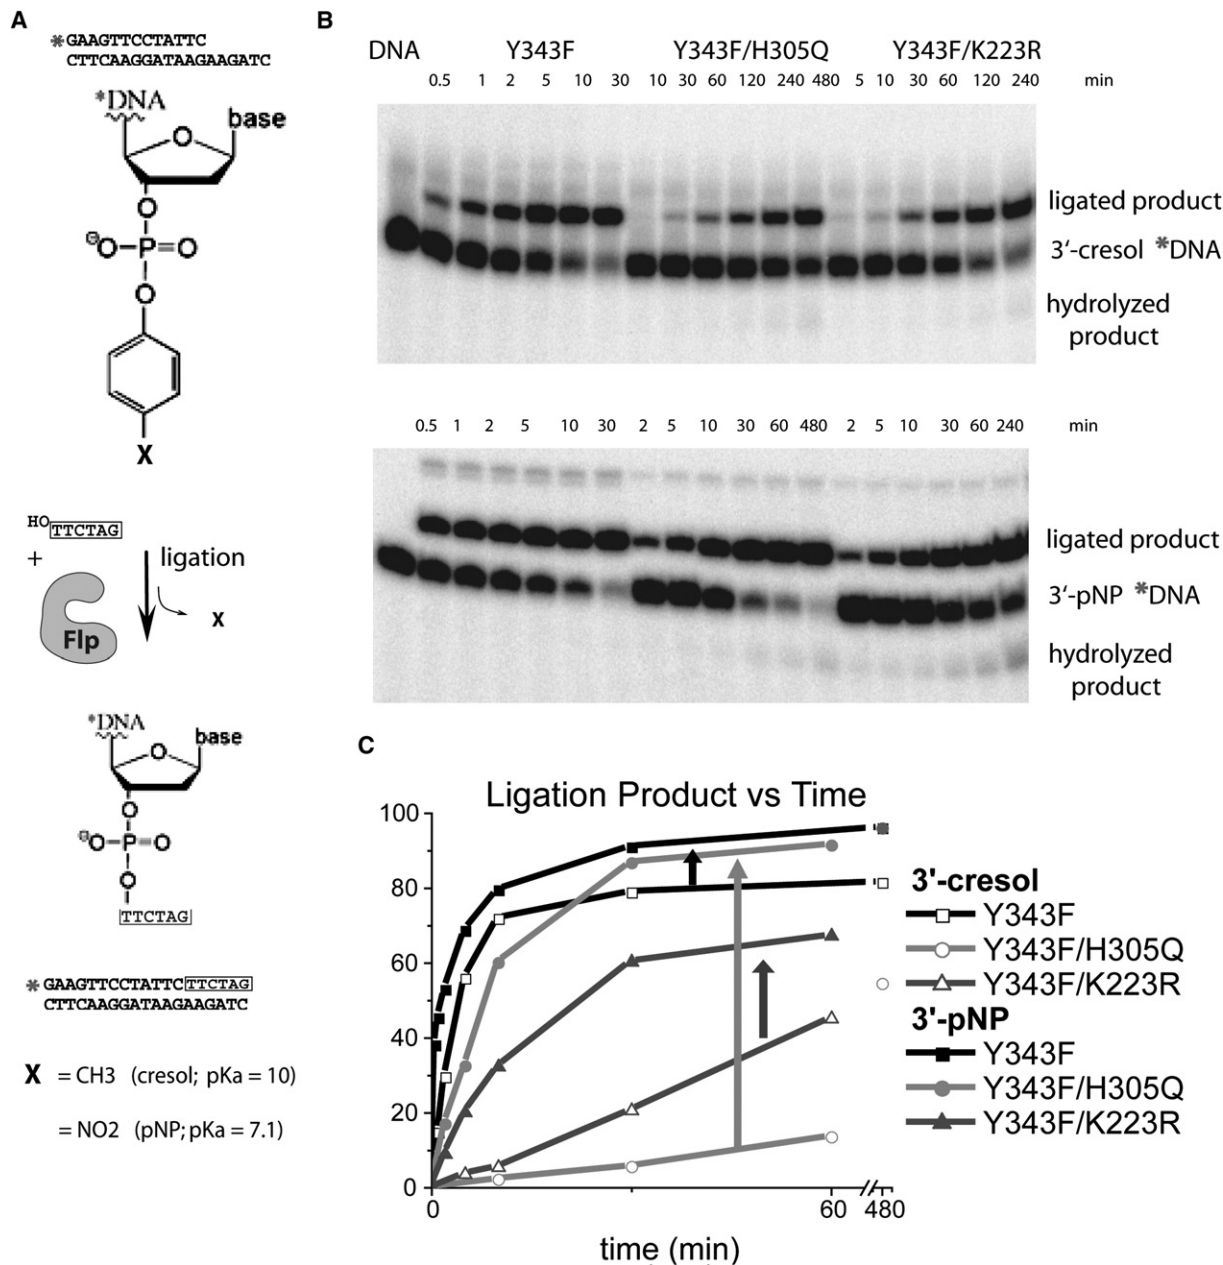 A
*GAAGTTCCTATTC
CTTCAAGGATAAGAAGATC
*DNA
base
O
O
⊖O—P=O
O
X
HO TTCTAG
+
ligation
X
Flp
*DNA
base
O
O
⊖O—P—O
O
TTCTAG
*GAAGTTCCTATTCTTCTAG
CTTCAAGGATAAGAAGATC
X = CH3 (cresol; pKa = 10)
= NO2 (pNP; pKa = 7.1)
B
DNA Y343F Y343F/H305Q Y343F/K223R
0.5 1 2 5 10 30 10 30 60 120 240 480 5 10 30 60 120 240 min
ligated product
3'-cresol *DNA
hydrolyzed
product
0.5 1 2 5 10 30 2 5 10 30 60 480 2 5 10 30 60 240 min
ligated product
3'-pNP *DNA
hydrolyzed
product
C
Ligation Product vs Time
100
80
60
40
20
0
0 60 480
time (min)
3'-cresol
Y343F
Y343F/H305Q
Y343F/K223R
3'-pNP
Y343F
Y343F/H305Q
Y343F/K223R